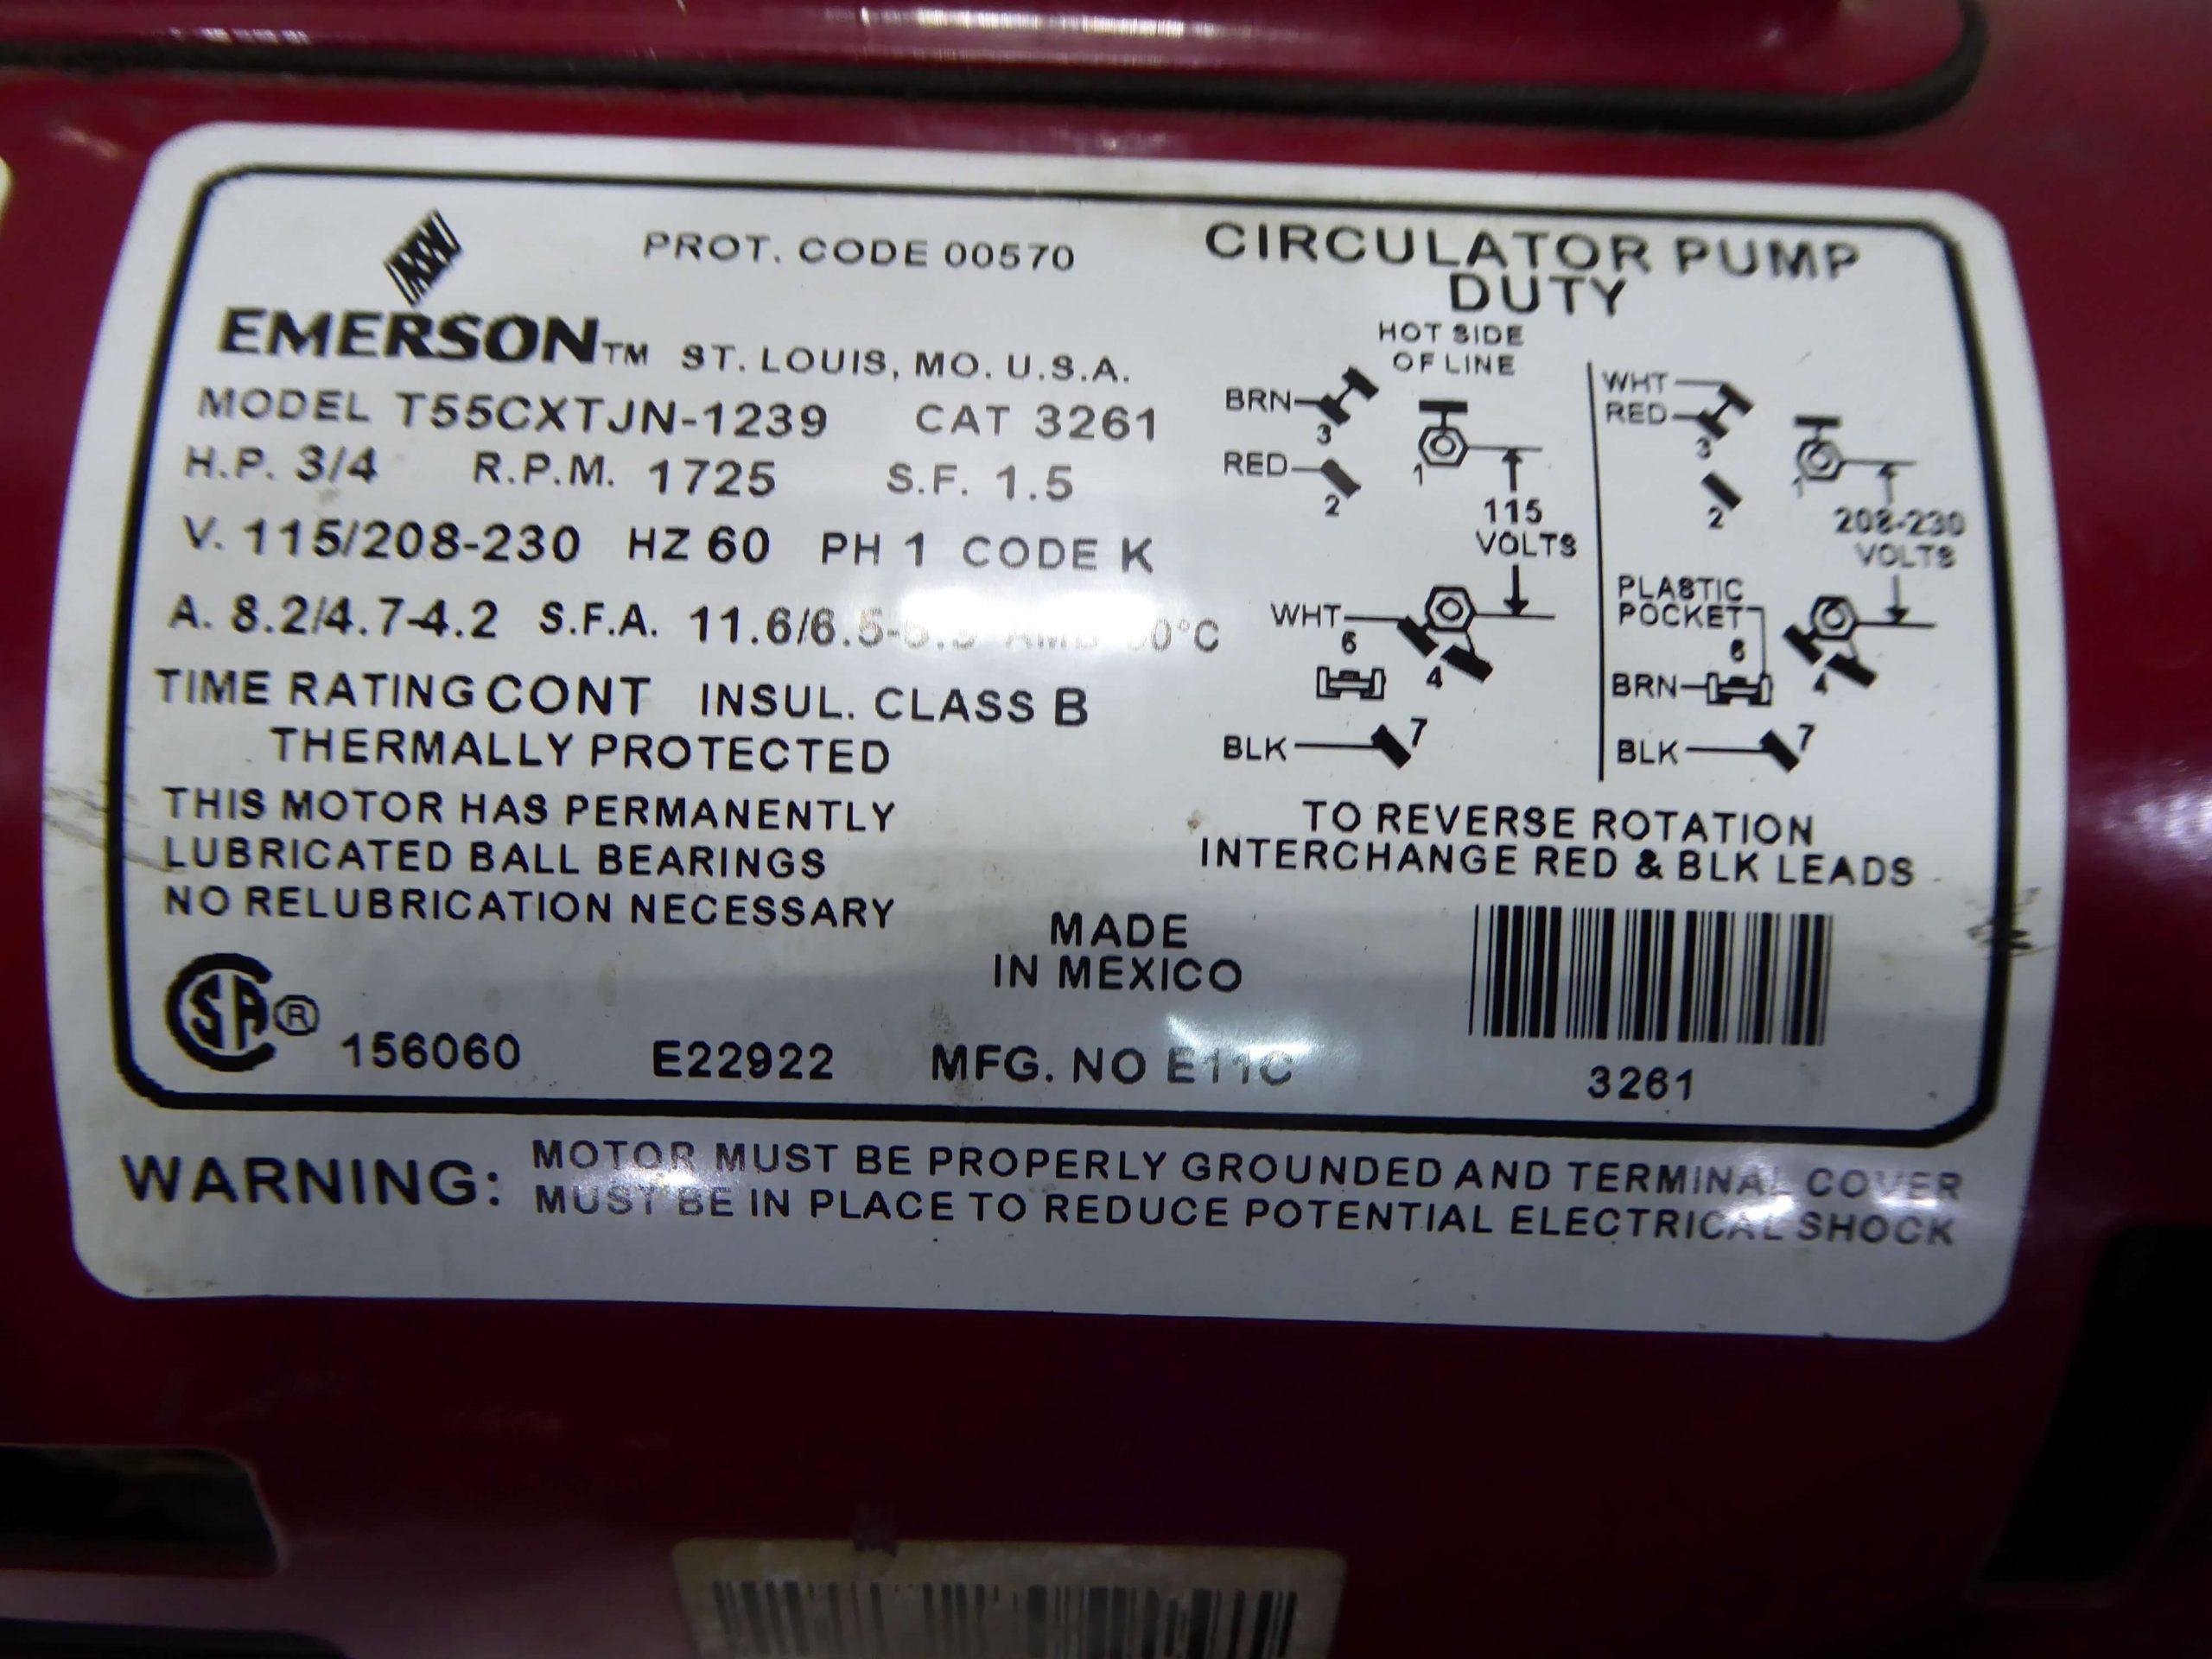 PROT. CODE 00570
EMERSON™ ST. LOUIS, MO. U.S.A.
MODEL T55CXTJN-1239 CAT 3261
H.P. 3/4 R.P.M. 1725 S.F. 1.5
V. 115/208-230 HZ 60 PH 1 CODE K
A. 8.2/4.7-4.2 S.F.A.
TIME RATING CONT INSUL. CLASS B
THERMALLY PROTECTED
THIS MOTOR HAS PERMANENTLY
LUBRICATED BALL BEARINGS
NO RELUBRICATION NECESSARY
CIRCULATOR PUMP
DUTY
HOT SIDE
OF LINE
BRN
3
RED
2
1
115
VOLTS
WHT
6
4
BLK
7
WHT
RED
3
2
1
208-230
VOLTS
PLASTIC
POCKET
6
BRN
4
BLK
7
TO REVERSE ROTATION
INTERCHANGE RED & BLK LEADS
MADE
IN MEXICO
SA® 156060 E22922 MFG. NO E11C
3261
WARNING: MOTOR MUST BE PROPERLY GROUNDED AND TERMINAL COVER
MUST BE IN PLACE TO REDUCE POTENTIAL ELECTRICAL SHOCK